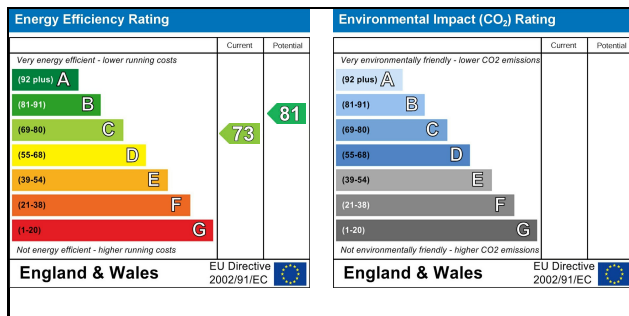 Energy Efficiency Rating
Current Potential
Very energy efficient - lower running costs
(92 plus) A
(81-91) B
(69-80) C
(55-68) D
(39-54) E
(21-38) F
(1-20) G
73
81
Not energy efficient - higher running costs
England & Wales
EU Directive
2002/91/EC
Environmental Impact (CO2) Rating
Current Potential
Very environmentally friendly - lower CO2 emissions
(92 plus) A
(81-91) B
(69-80) C
(55-68) D
(39-54) E
(21-38) F
(1-20) G
Not environmentally friendly - higher CO2 emissions
England & Wales
EU Directive
2002/91/EC